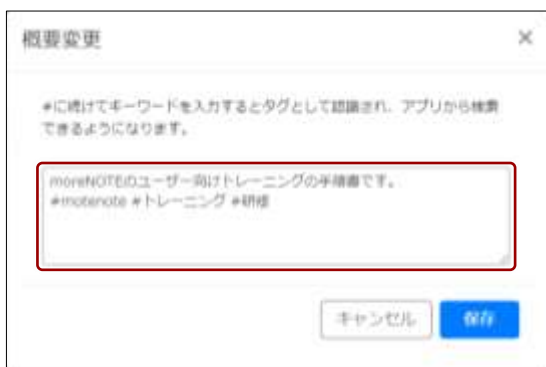 概要変更
×
#に続けてキーワードを入力するとタグとして認識され、アプリから検索
できるようになります。
moreNOTEのユーザー向けトレーニングの手順書です。
#motenote #トレーニング #研修
キャンセル
保存